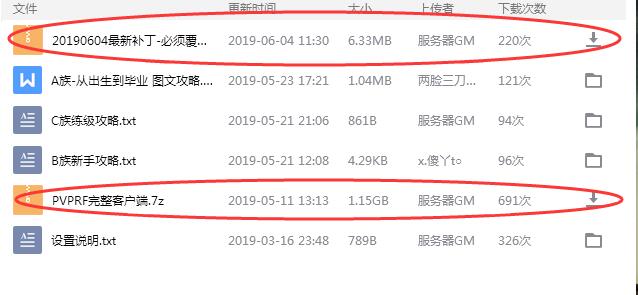 文件 更新时间 大小 上传者 下载次数
20190604最新补丁-必须覆... 2019-06-04 11:30 6.33MB 服务器GM 220次
A族-从出生到毕业 图文攻略.... 2019-05-23 17:21 1.04MB 两脸三刀... 121次
C族练级攻略.txt 2019-05-21 21:06 861B 服务器GM 94次
B族新手攻略.txt 2019-05-21 12:08 4.29KB x.傻丫t○ 96次
PVPRF完整客户端.7z 2019-05-11 13:13 1.15GB 服务器GM 691次
设置说明.txt 2019-03-16 23:48 789B 服务器GM 326次